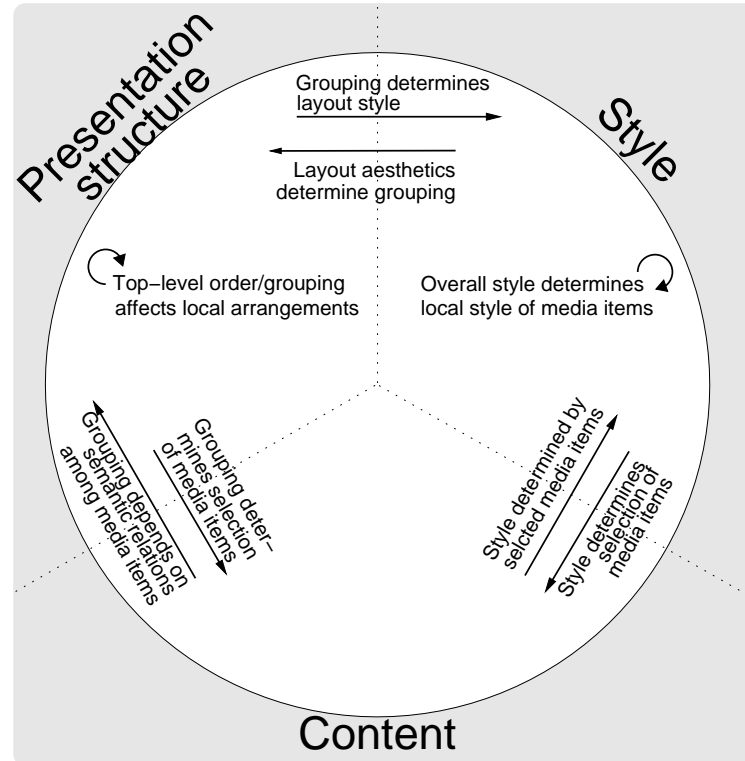 Presentation
structure
Style
Grouping determines
layout style
Layout aesthetics
determine grouping
Top−level order/grouping
affects local arrangements
Overall style determines
local style of media items
Grouping depends on
semantic relations
among media items
Grouping deter−
mines selection
of media items
Style determined by
selcted media items
Style determines
selection of
media items
Content